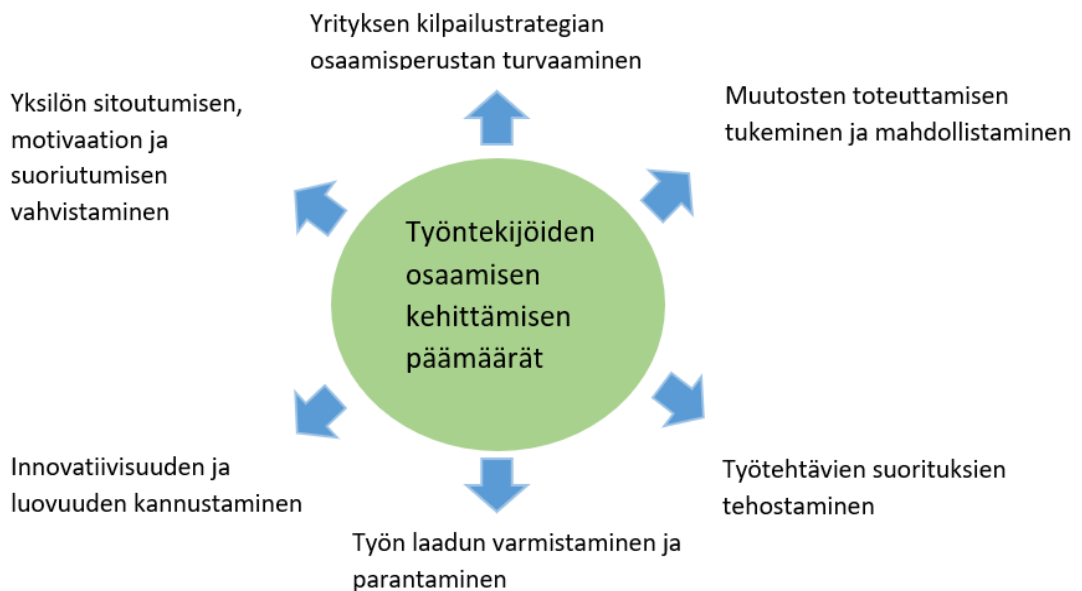 Yrityksen kilpailustrategian
osaamisperustan turvaaminen
Yksilön sitoutumisen,
motivaation ja
suoriutumisen
vahvistaminen
Muutosten toteuttamisen
tukeminen ja mahdollistaminen
Työntekijöiden
osaamisen
kehittämisen
päämäärät
Innovatiivisuuden ja
luovuuden kannustaminen
Työtehtävien suorituksien
tehostaminen
Työn laadun varmistaminen ja
parantaminen